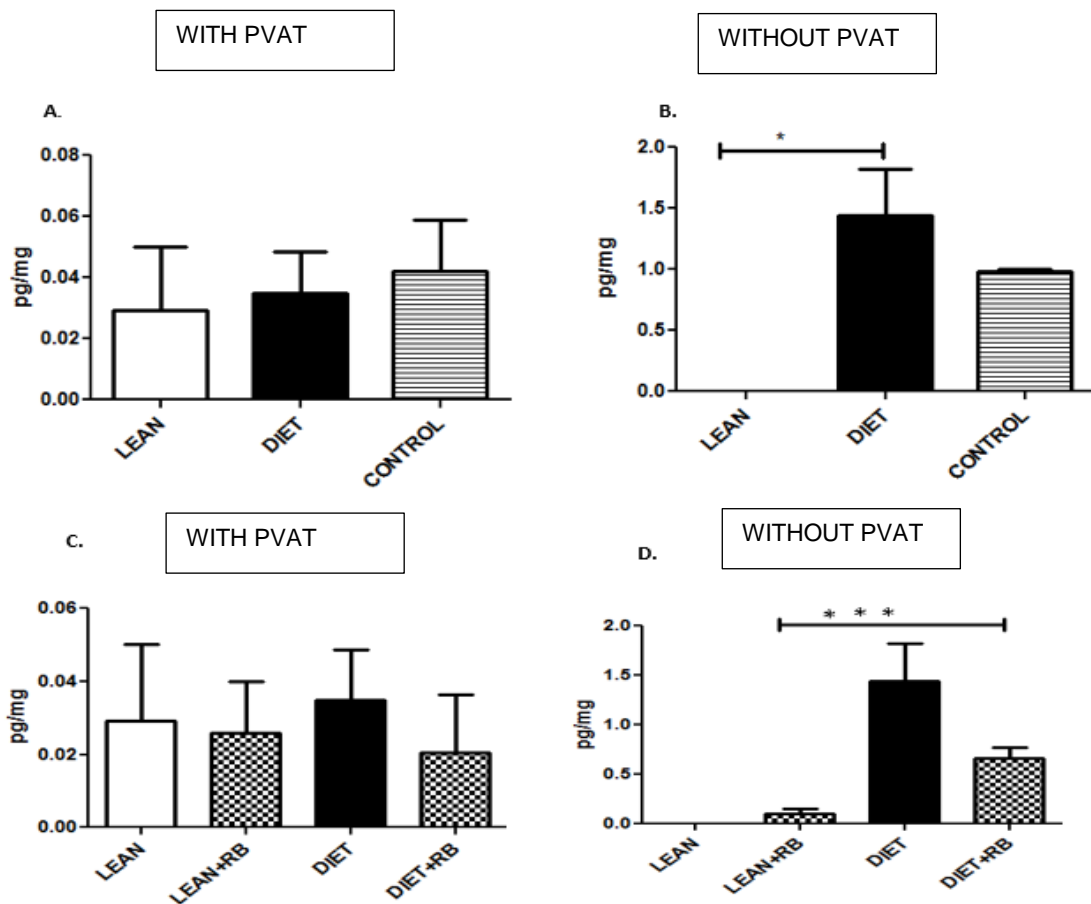 WITH PVAT
WITHOUT PVAT
A.
B.
*
pg/mg
0.08
0.06
0.04
0.02
0.00
LEAN
DIET
CONTROL
pg/mg
2.0
1.5
1.0
0.5
0.0
LEAN
DIET
CONTROL
C.
WITH PVAT
D.
WITHOUT PVAT
pg/mg
0.06
0.04
0.02
0.00
LEAN
LEAN+RB
DIET
DIET+RB
* * *
pg/mg
2.0
1.5
1.0
0.5
0.0
LEAN
LEAN+RB
DIET
DIET+RB